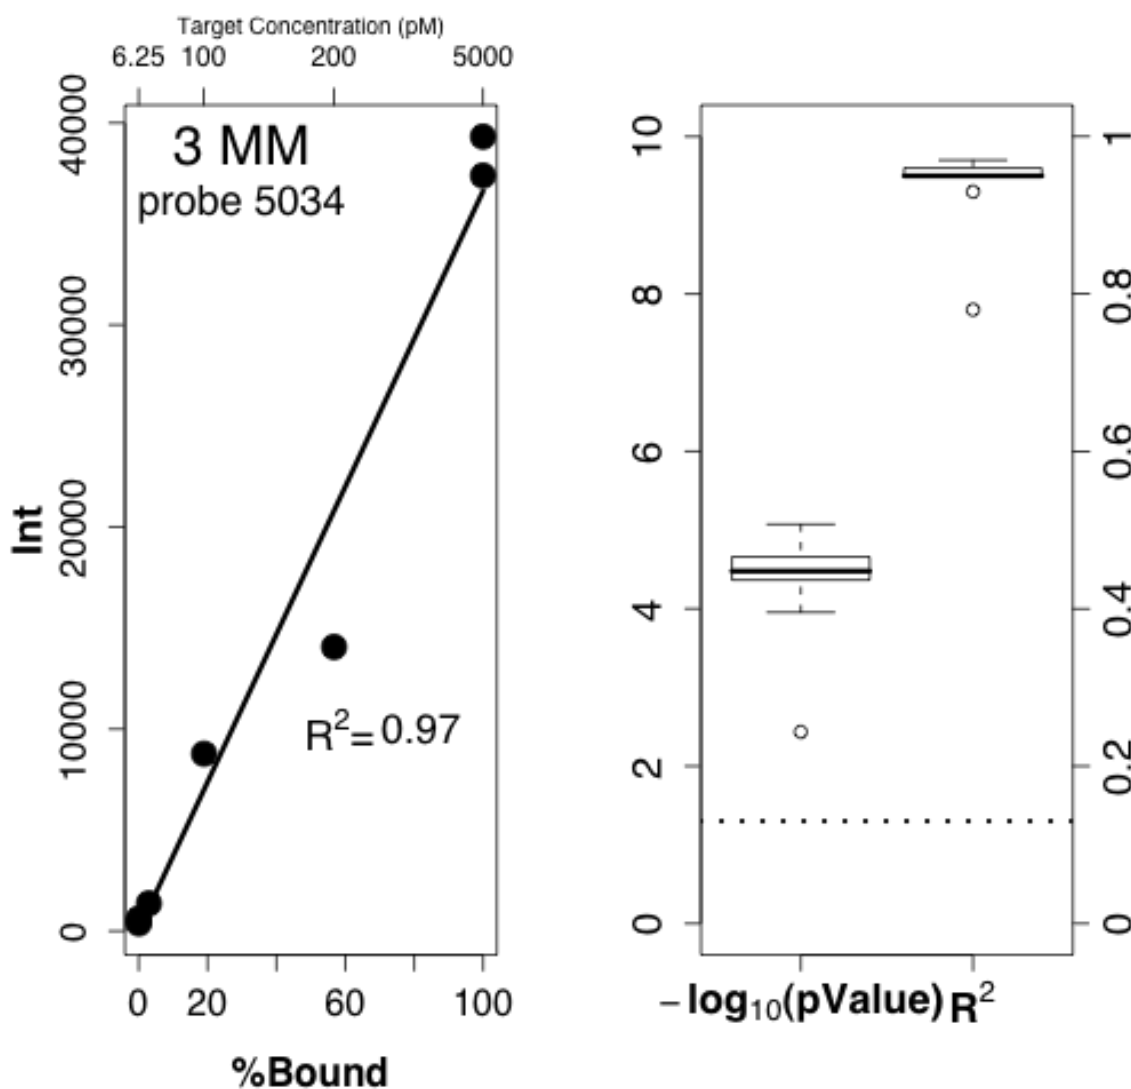 Target Concentration (pM)
6.25 100 200 5000
3 MM
probe 5034
R²= 0.97
Int
0 10000 20000 30000 40000
0 20 60 100
%Bound
0 2 4 6 8 10
0 0.2 0.4 0.6 0.8 1
−log₁₀(pValue) R²